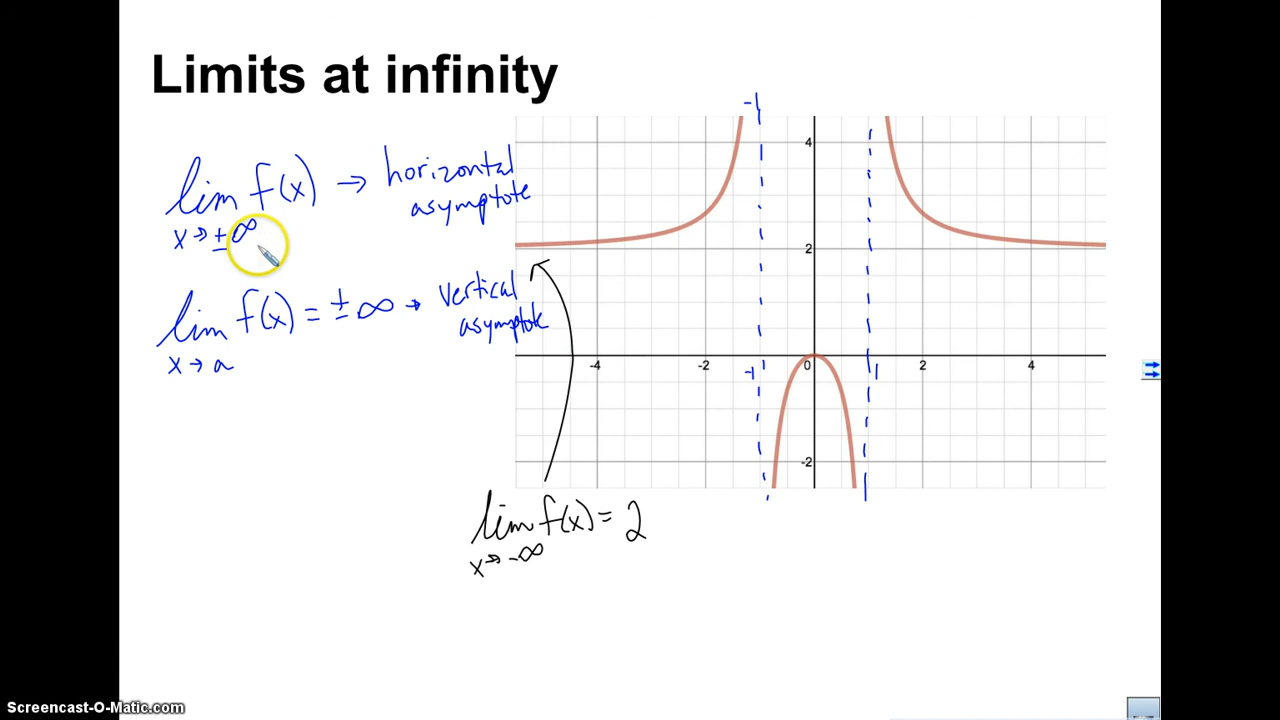 Limits at infinity
lim f(x) → horizontal
asymptote
x → ± ∞
lim f(x) = ± ∞ → vertical
asymptote
x → a
-1
4
2
-4
-2
-1
0
1
2
4
-2
lim f(x) = 2
x → -∞
Screencast-O-Matic.com